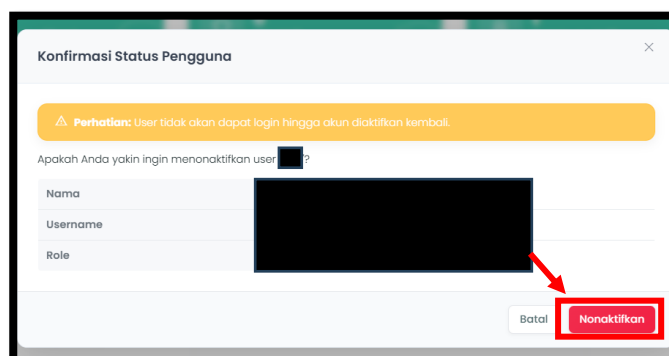 Konfirmasi Status Pengguna
Perhatian: User tidak akan dapat login hingga akun diaktifkan kembali.
Apakah Anda yakin ingin menonaktifkan user ?
Nama
Username
Role
Batal
Nonaktifkan